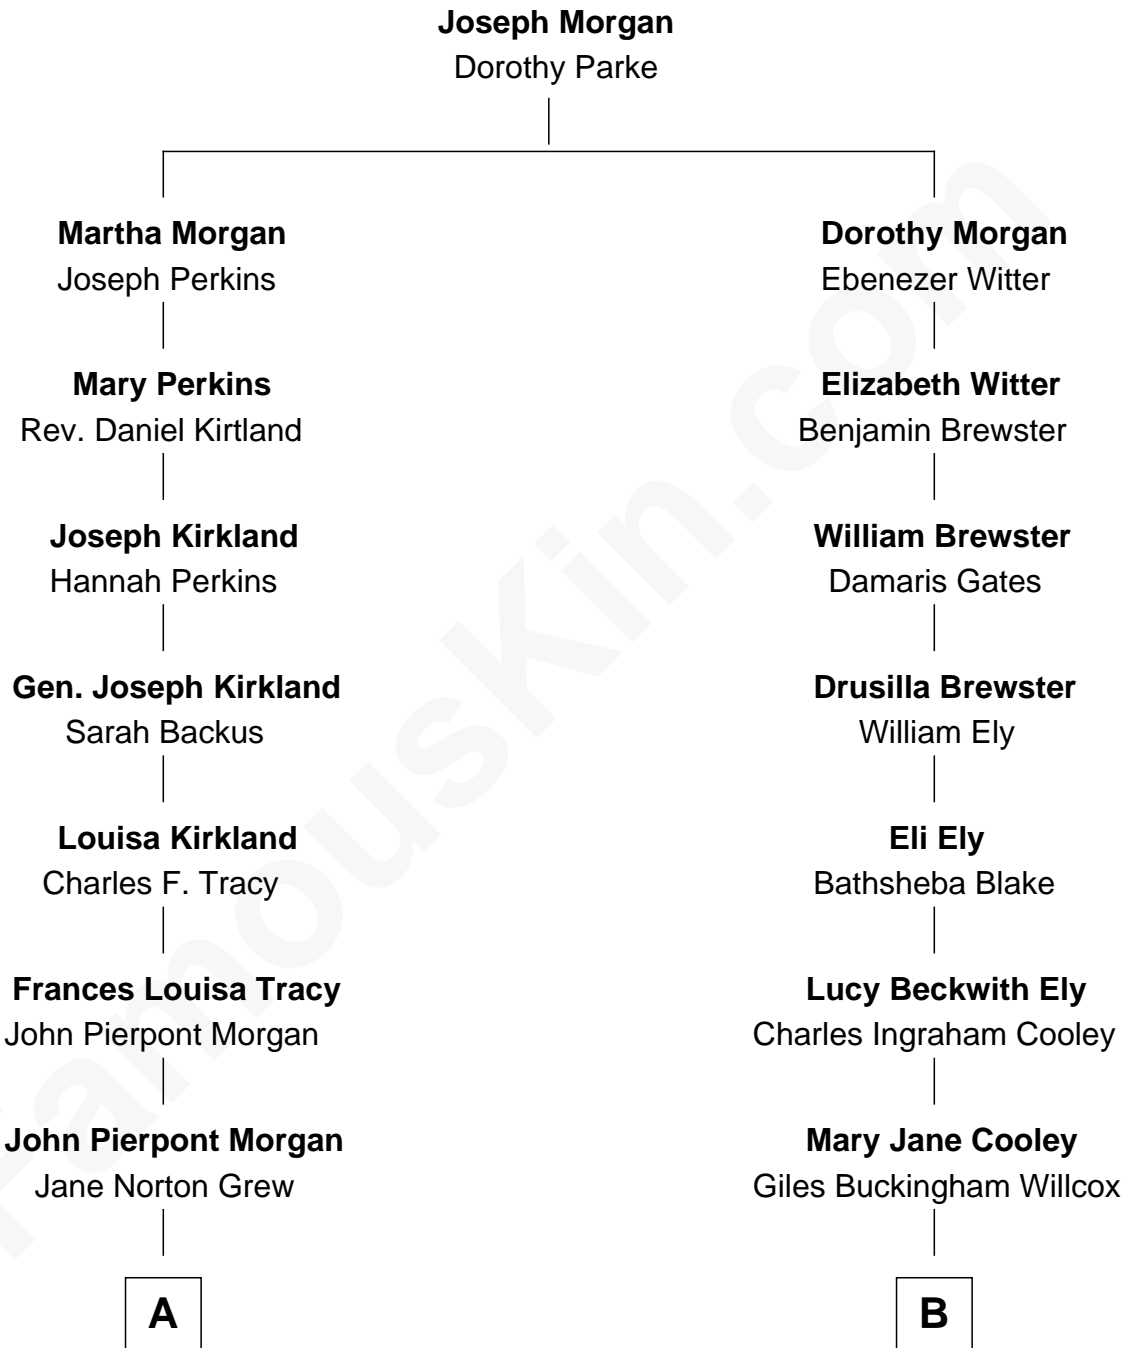 Joseph Morgan
Dorothy Parke
Martha Morgan
Joseph Perkins
Dorothy Morgan
Ebenezer Witter
Mary Perkins
Rev. Daniel Kirtland
Elizabeth Witter
Benjamin Brewster
Joseph Kirkland
Hannah Perkins
William Brewster
Damaris Gates
Gen. Joseph Kirkland
Sarah Backus
Drusilla Brewster
William Ely
Louisa Kirkland
Charles F. Tracy
Eli Ely
Bathsheba Blake
Frances Louisa Tracy
John Pierpont Morgan
Lucy Beckwith Ely
Charles Ingraham Cooley
John Pierpont Morgan
Jane Norton Grew
Mary Jane Cooley
Giles Buckingham Willcox
A
B
FamousKin.com